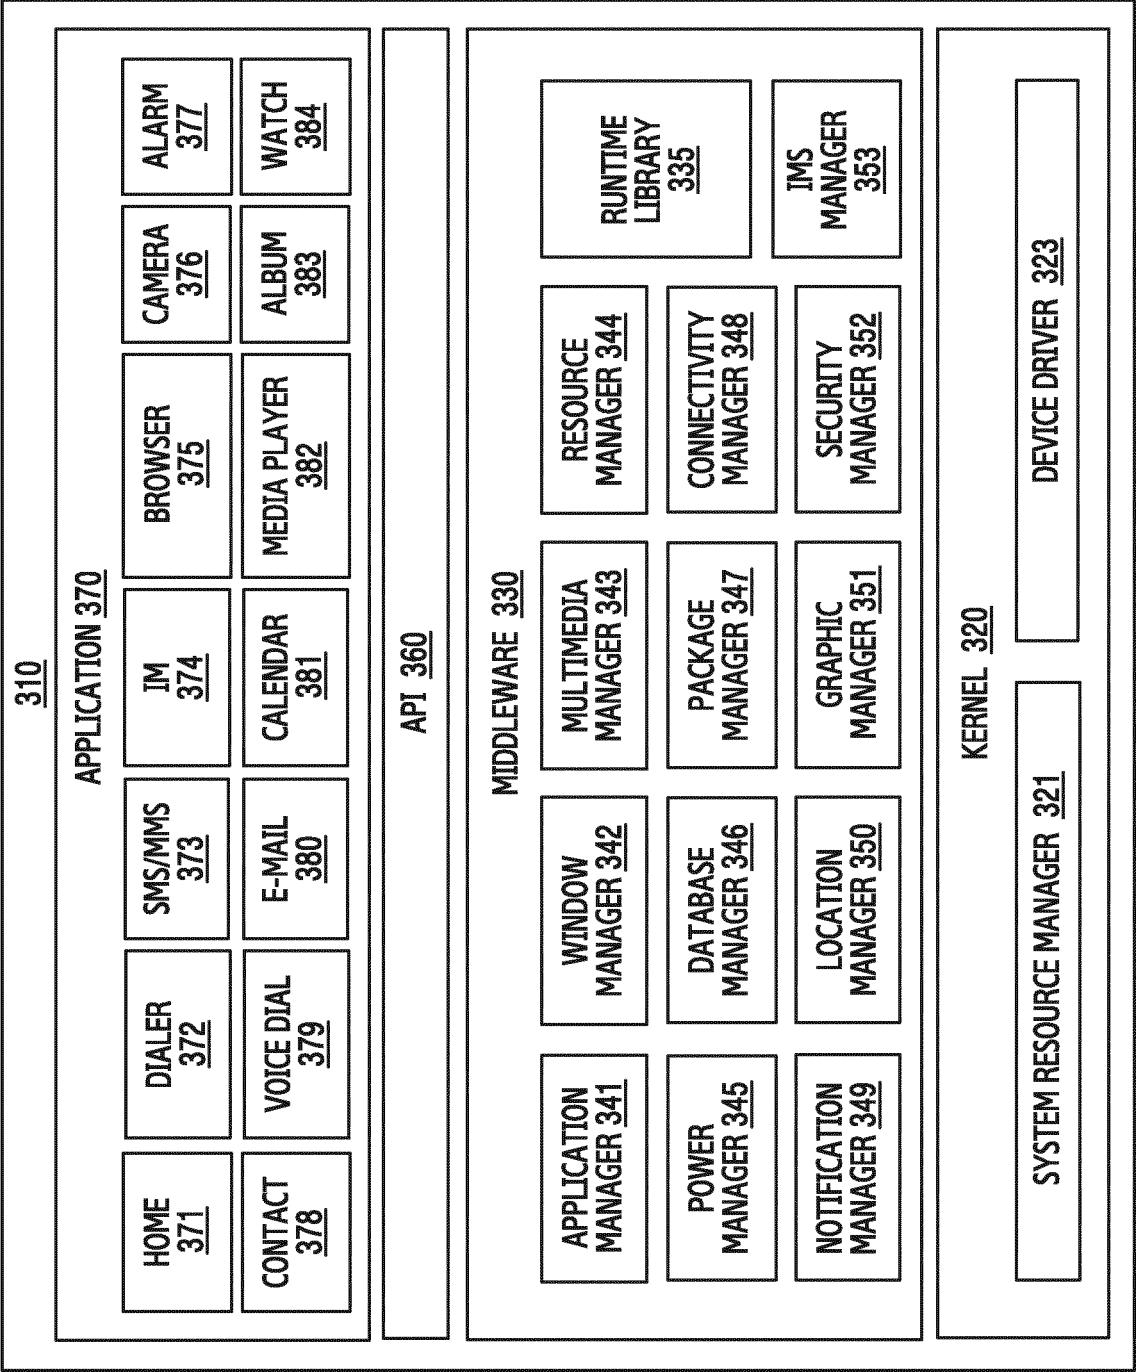 310
APPLICATION 370
HOME
371
DIALER
372
SMS/MMS
373
IM
374
BROWSER
375
CAMERA
376
ALARM
377
CONTACT
378
VOICE DIAL
379
E-MAIL
380
CALENDAR
381
MEDIA PLAYER
382
ALBUM
383
WATCH
384
API 360
MIDDLEWARE 330
APPLICATION
MANAGER 341
WINDOW
MANAGER 342
MULTIMEDIA
MANAGER 343
RESOURCE
MANAGER 344
RUNTIME
LIBRARY
335
POWER
MANAGER 345
DATABASE
MANAGER 346
PACKAGE
MANAGER 347
CONNECTIVITY
MANAGER 348
IMS
MANAGER
353
NOTIFICATION
MANAGER 349
LOCATION
MANAGER 350
GRAPHIC
MANAGER 351
SECURITY
MANAGER 352
KERNEL 320
SYSTEM RESOURCE MANAGER 321
DEVICE DRIVER 323